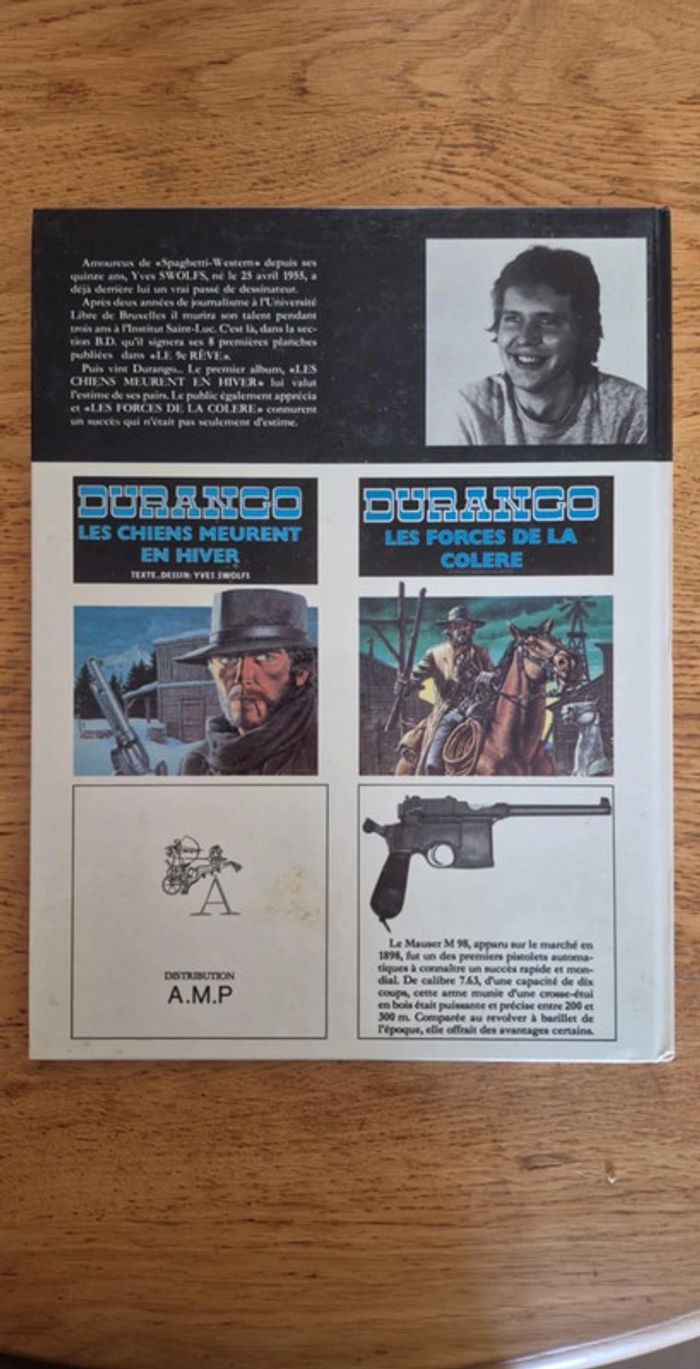 Amoureux de «Spaghetti-Western» depuis ses
quinze ans, Yves SWOLFS, né le 25 avril 1955, a
déjà derrière lui un vrai passé de dessinateur.
Après deux années de journalisme à l'Université
Libre de Bruxelles il murira son talent pendant
trois ans à l'Institut Saint-Luc. C'est là, dans la sec-
tion B.D. qu'il signera ses 8 premières planches
publiées dans «LE 9e RÊVE».
Puis vint Durango... Le premier album, «LES
CHIENS MEURENT EN HIVER» lui valut
l'estime de ses pairs. Le public également apprécia
et «LES FORCES DE LA COLERE» connurent
un succès qui n'était pas seulement d'estime.
DURANGO
LES CHIENS MEURENT
EN HIVER
TEXTE_DESSIN: YVES SWOLFS
DURANGO
LES FORCES DE LA
COLERE
A
DISTRIBUTION
A.M.P
Le Mauser M 98, apparu sur le marché en
1898, fut un des premiers pistolets automa-
tiques à connaître un succès rapide et mon-
dial. De calibre 7.63, d'une capacité de dix
coups, cette arme munie d'une crosse-étui
en bois était puissante et précise entre 200 et
300 m. Comparée au revolver à barillet de
l'époque, elle offrait des avantages certains.